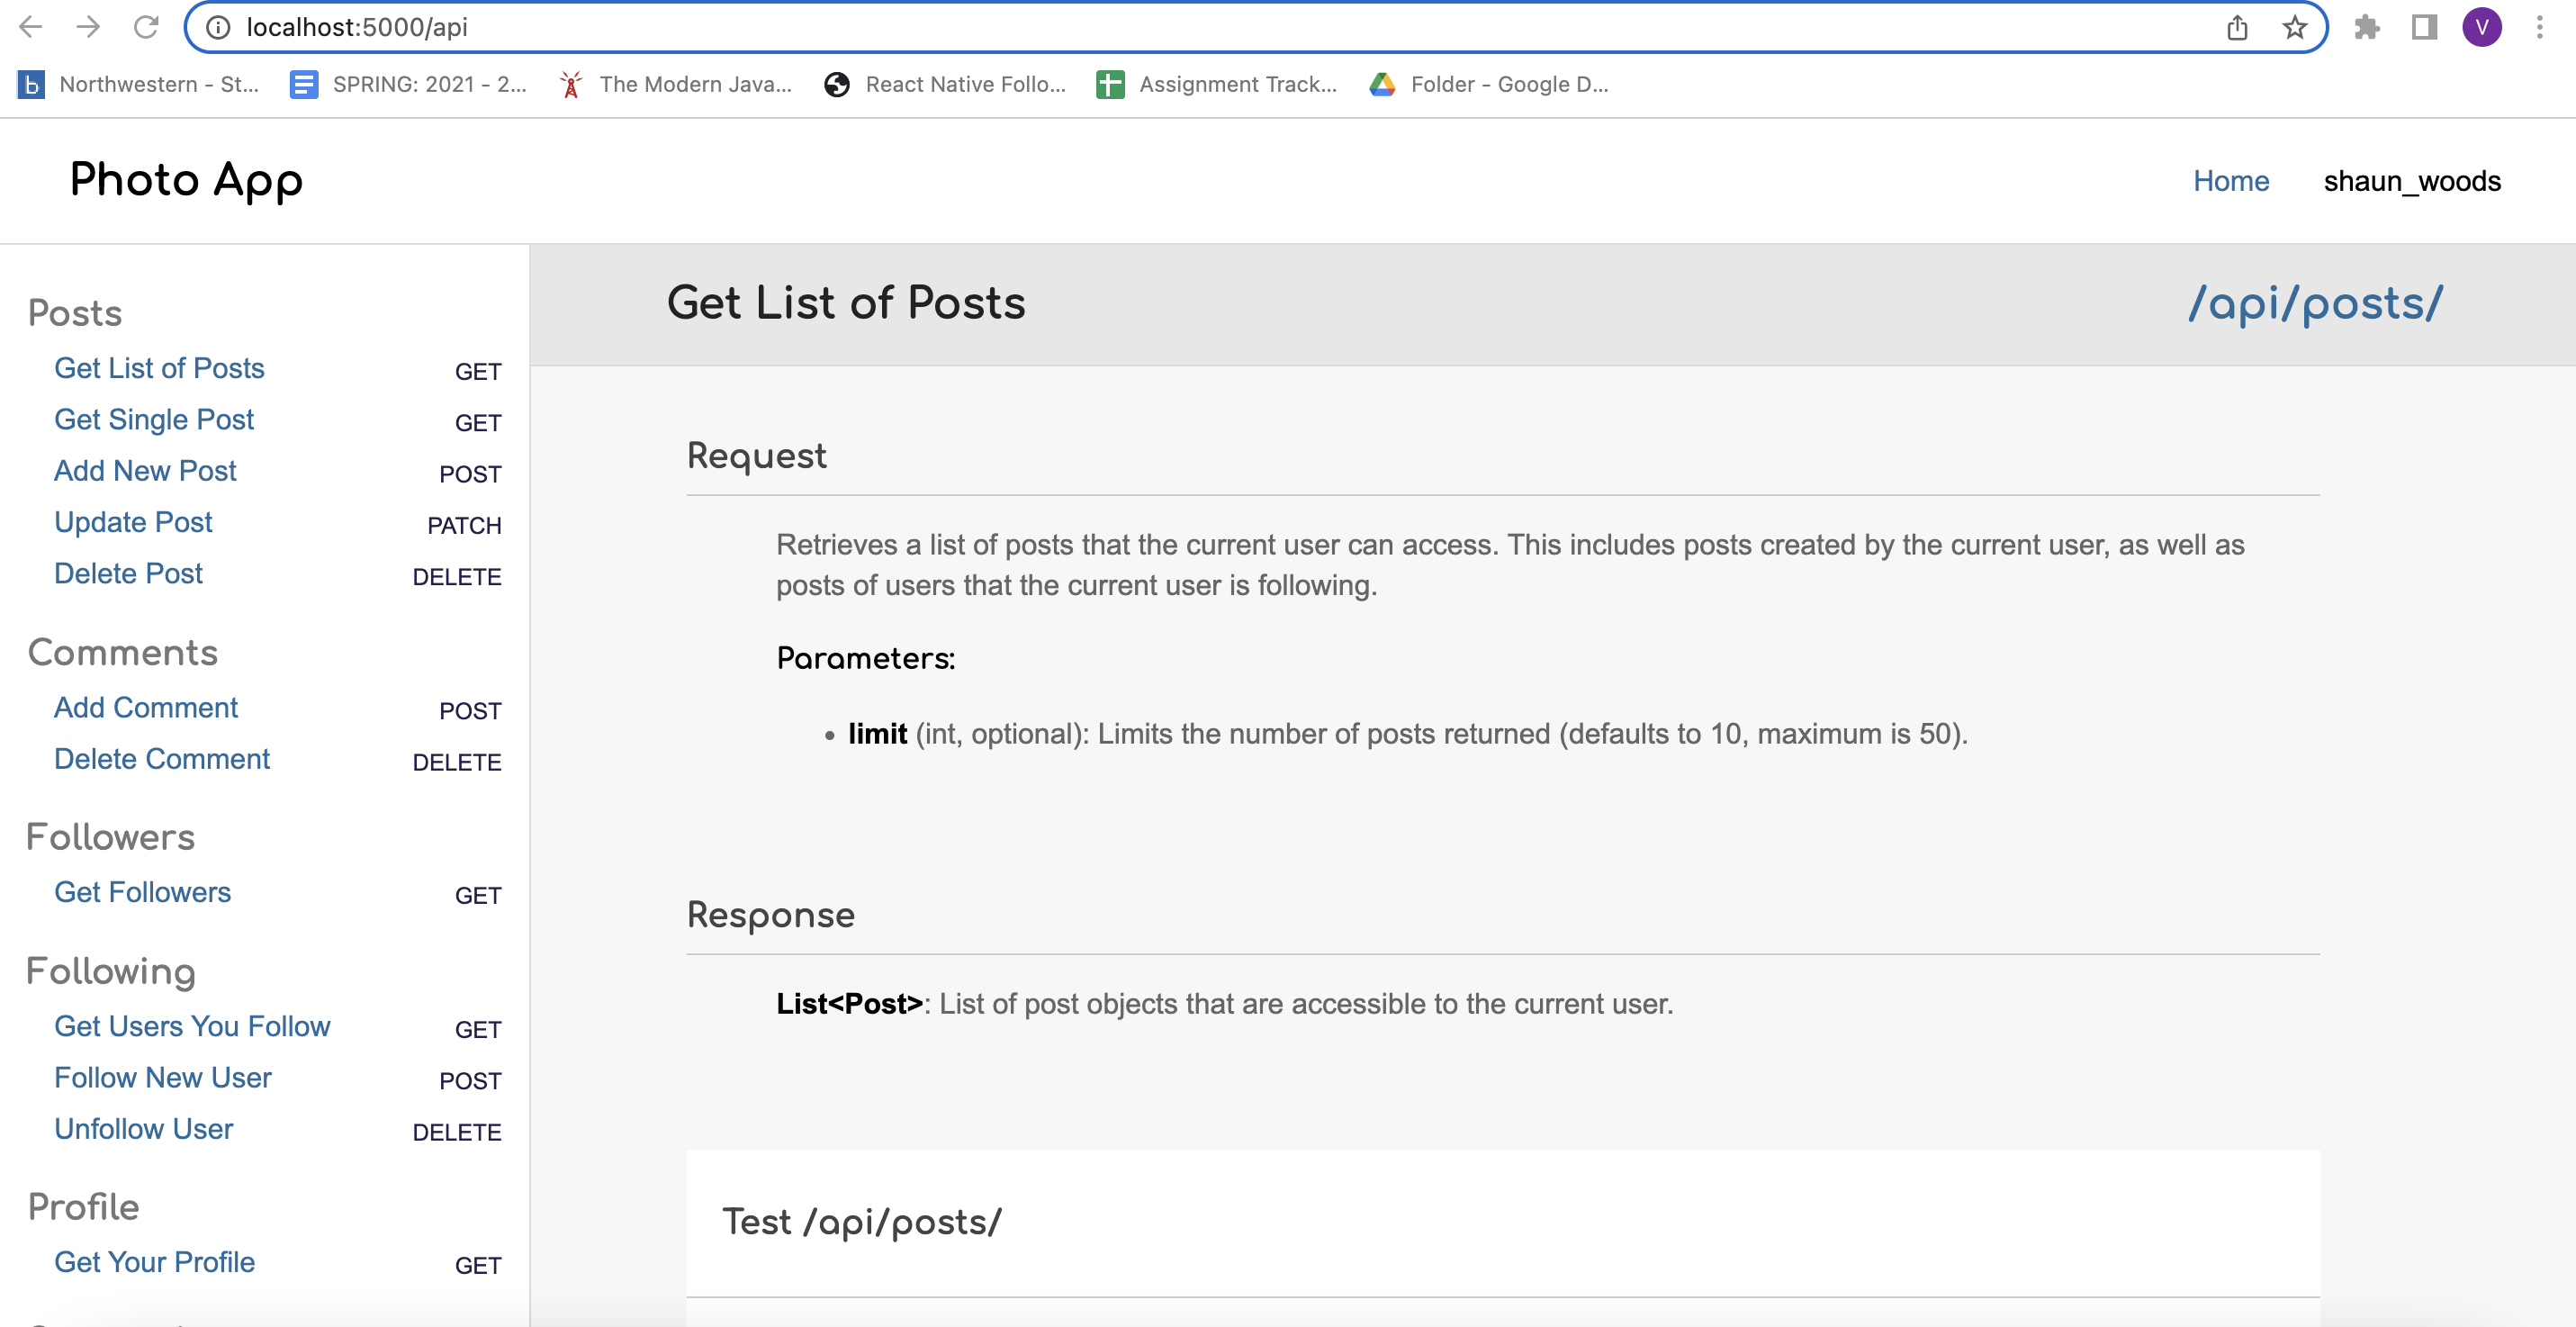 localhost:5000/api
V
Northwestern - St...
SPRING: 2021 - 2...
The Modern Java...
React Native Follo...
Assignment Track...
Folder - Google D...
Photo App
Home
shaun_woods
Posts
Get List of Posts GET
Get Single Post GET
Add New Post POST
Update Post PATCH
Delete Post DELETE
Comments
Add Comment POST
Delete Comment DELETE
Followers
Get Followers GET
Following
Get Users You Follow GET
Follow New User POST
Unfollow User DELETE
Profile
Get Your Profile GET
Get List of Posts
/api/posts/
Request
Retrieves a list of posts that the current user can access. This includes posts created by the current user, as well as
posts of users that the current user is following.
Parameters:
• limit (int, optional): Limits the number of posts returned (defaults to 10, maximum is 50).
Response
List<Post>: List of post objects that are accessible to the current user.
Test /api/posts/